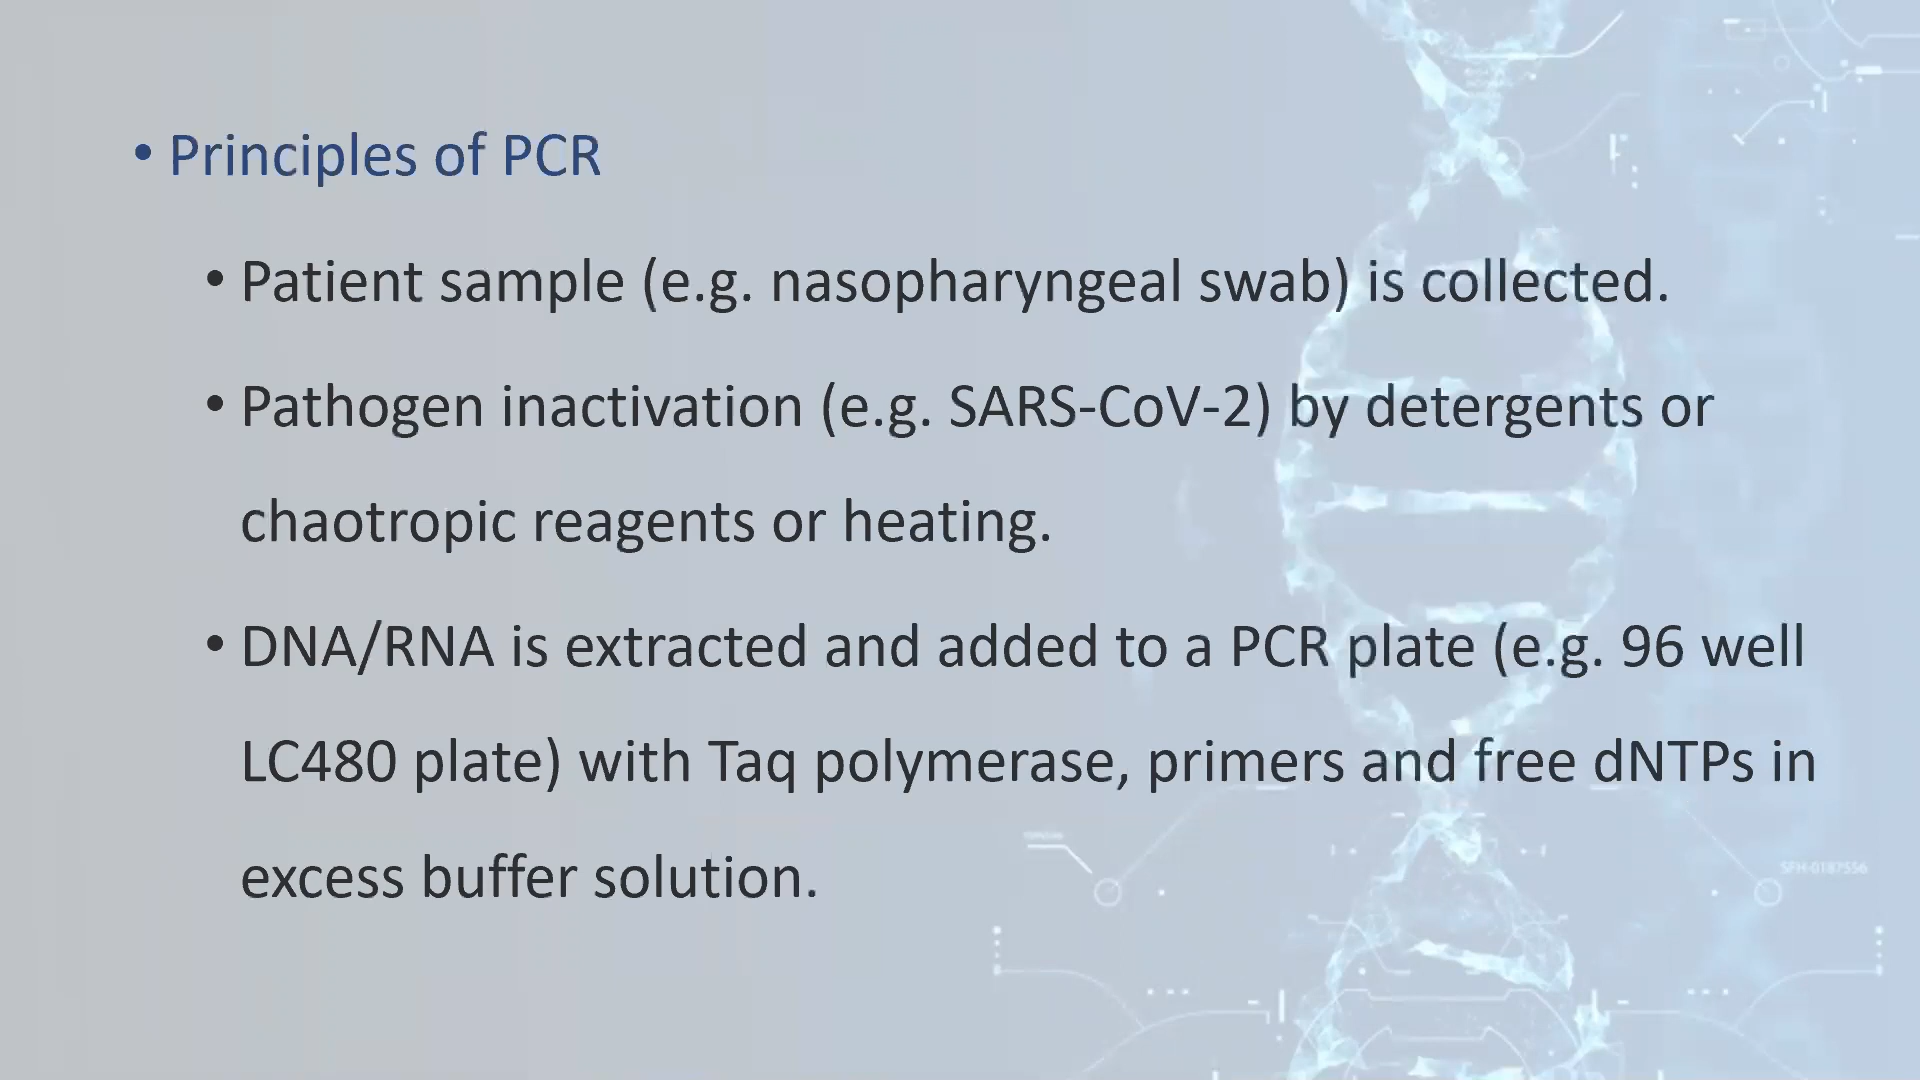 • Principles of PCR
• Patient sample (e.g. nasopharyngeal swab) is collected.
• Pathogen inactivation (e.g. SARS-CoV-2) by detergents or
chaotropic reagents or heating.
• DNA/RNA is extracted and added to a PCR plate (e.g. 96 well
LC480 plate) with Taq polymerase, primers and free dNTPs in
excess buffer solution.
SFH-0187556